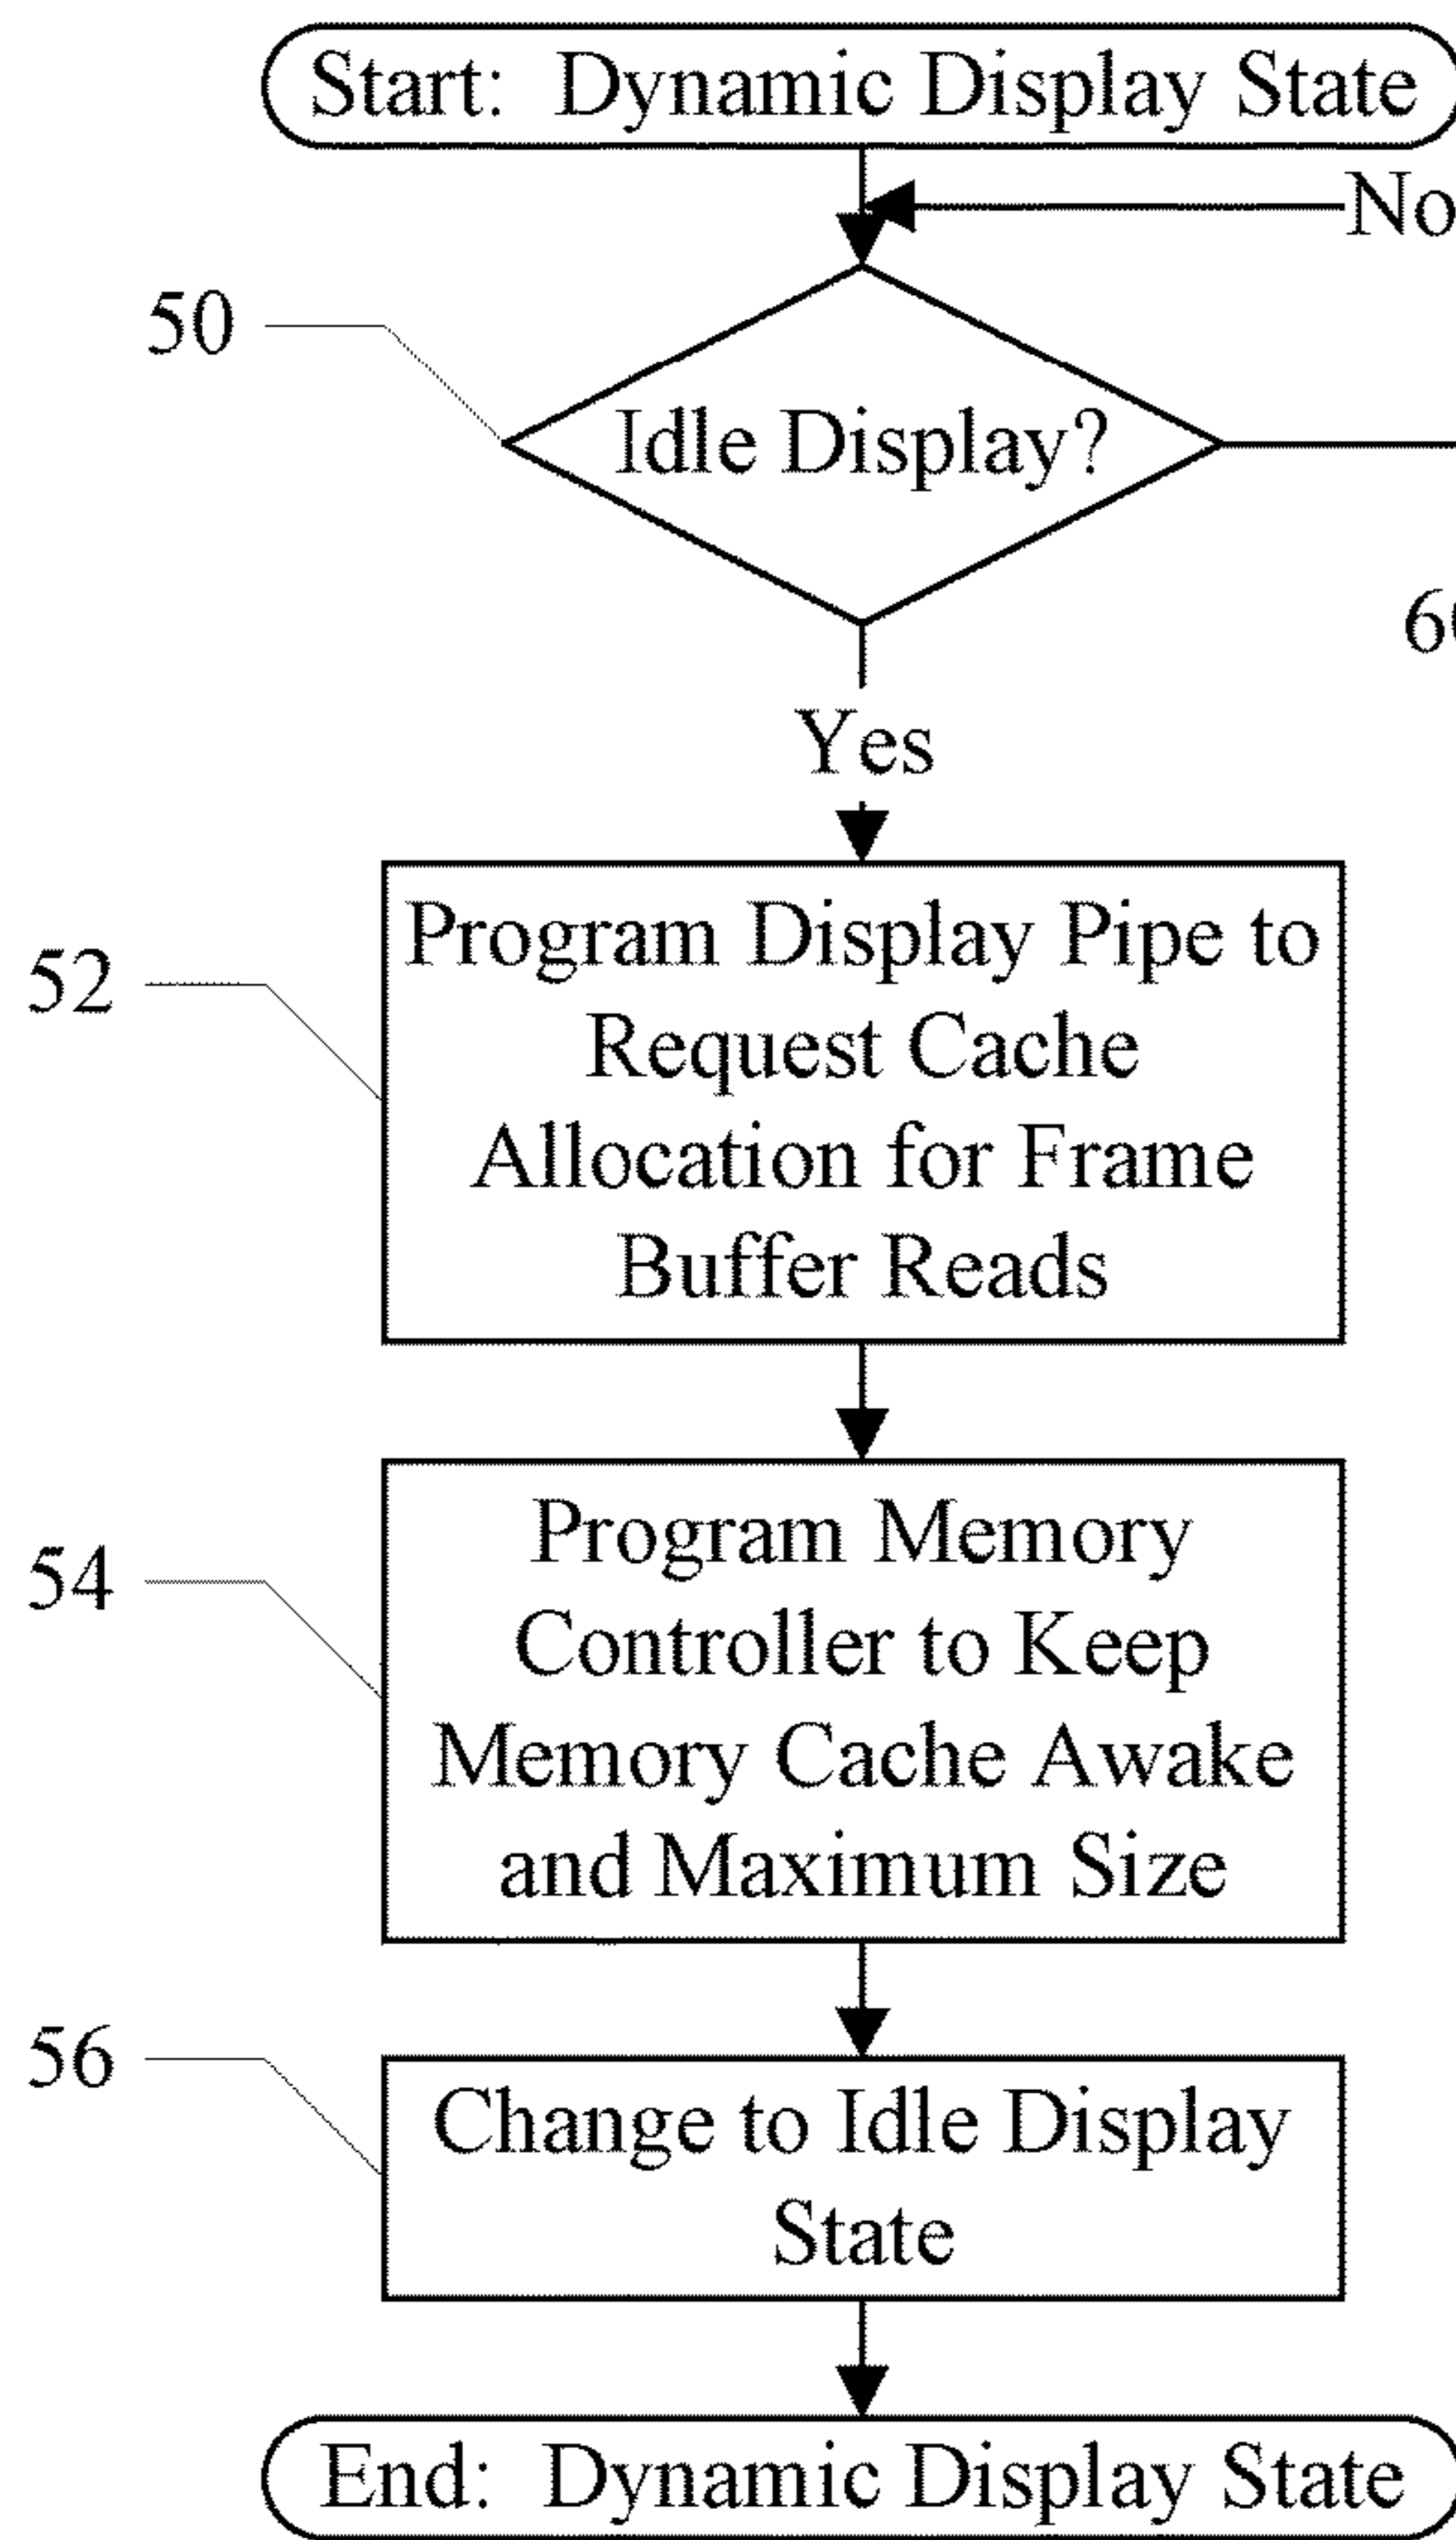 Start: Dynamic Display State
No
50
Idle Display?
Yes
52
Program Display Pipe to
Request Cache
Allocation for Frame
Buffer Reads
54
Program Memory
Controller to Keep
Memory Cache Awake
and Maximum Size
56
Change to Idle Display
State
End: Dynamic Display State